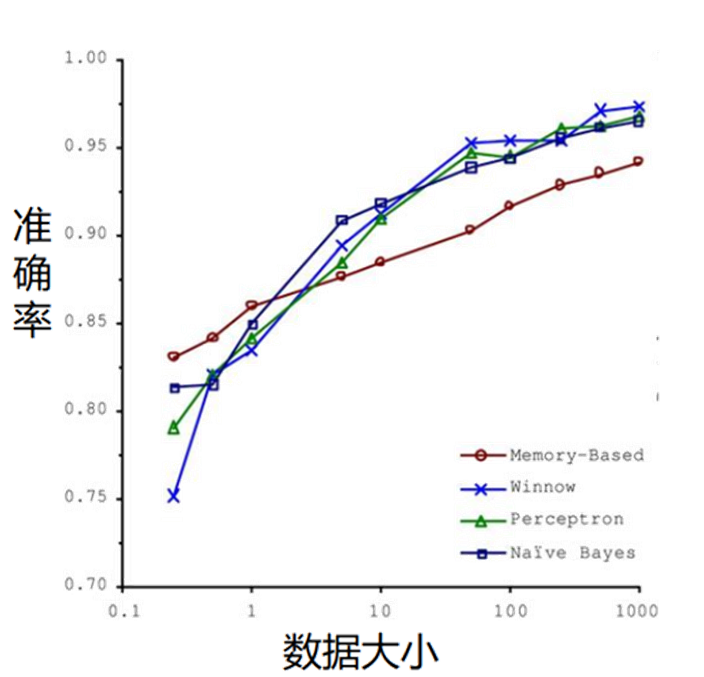 1.00
0.95
0.90
0.85
0.80
0.75
0.70
准确率
0.1 1 10 100 1000
数据大小
Memory-Based
Winnow
Perceptron
Naïve Bayes